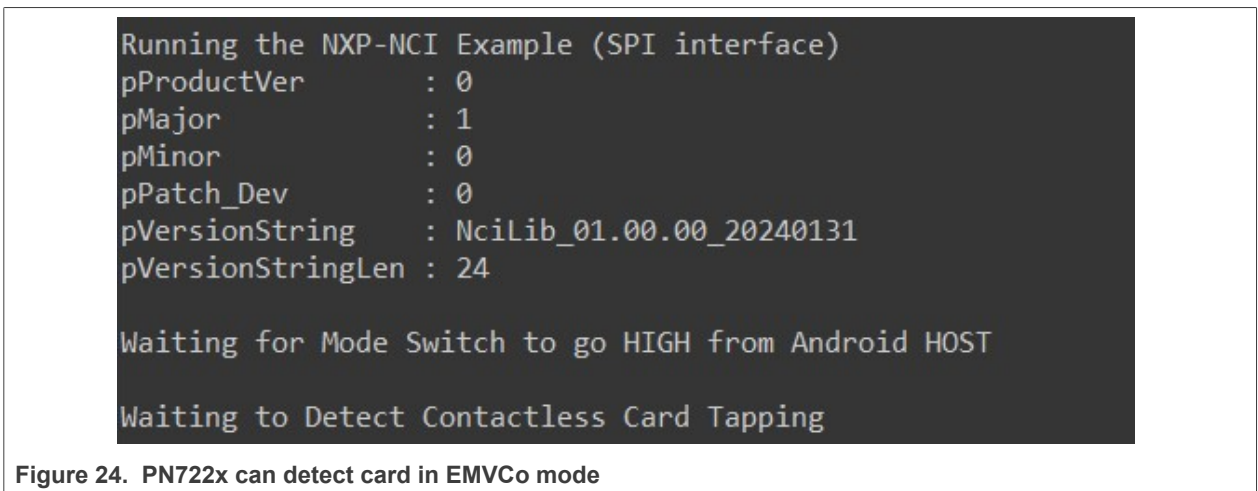 Running the NXP-NCI Example (SPI interface)
pProductVer : 0
pMajor : 1
pMinor : 0
pPatch_Dev : 0
pVersionString : NciLib_01.00.00_20240131
pVersionStringLen : 24
Waiting for Mode Switch to go HIGH from Android HOST
Waiting to Detect Contactless Card Tapping
Figure 24. PN722x can detect card in EMVCo mode